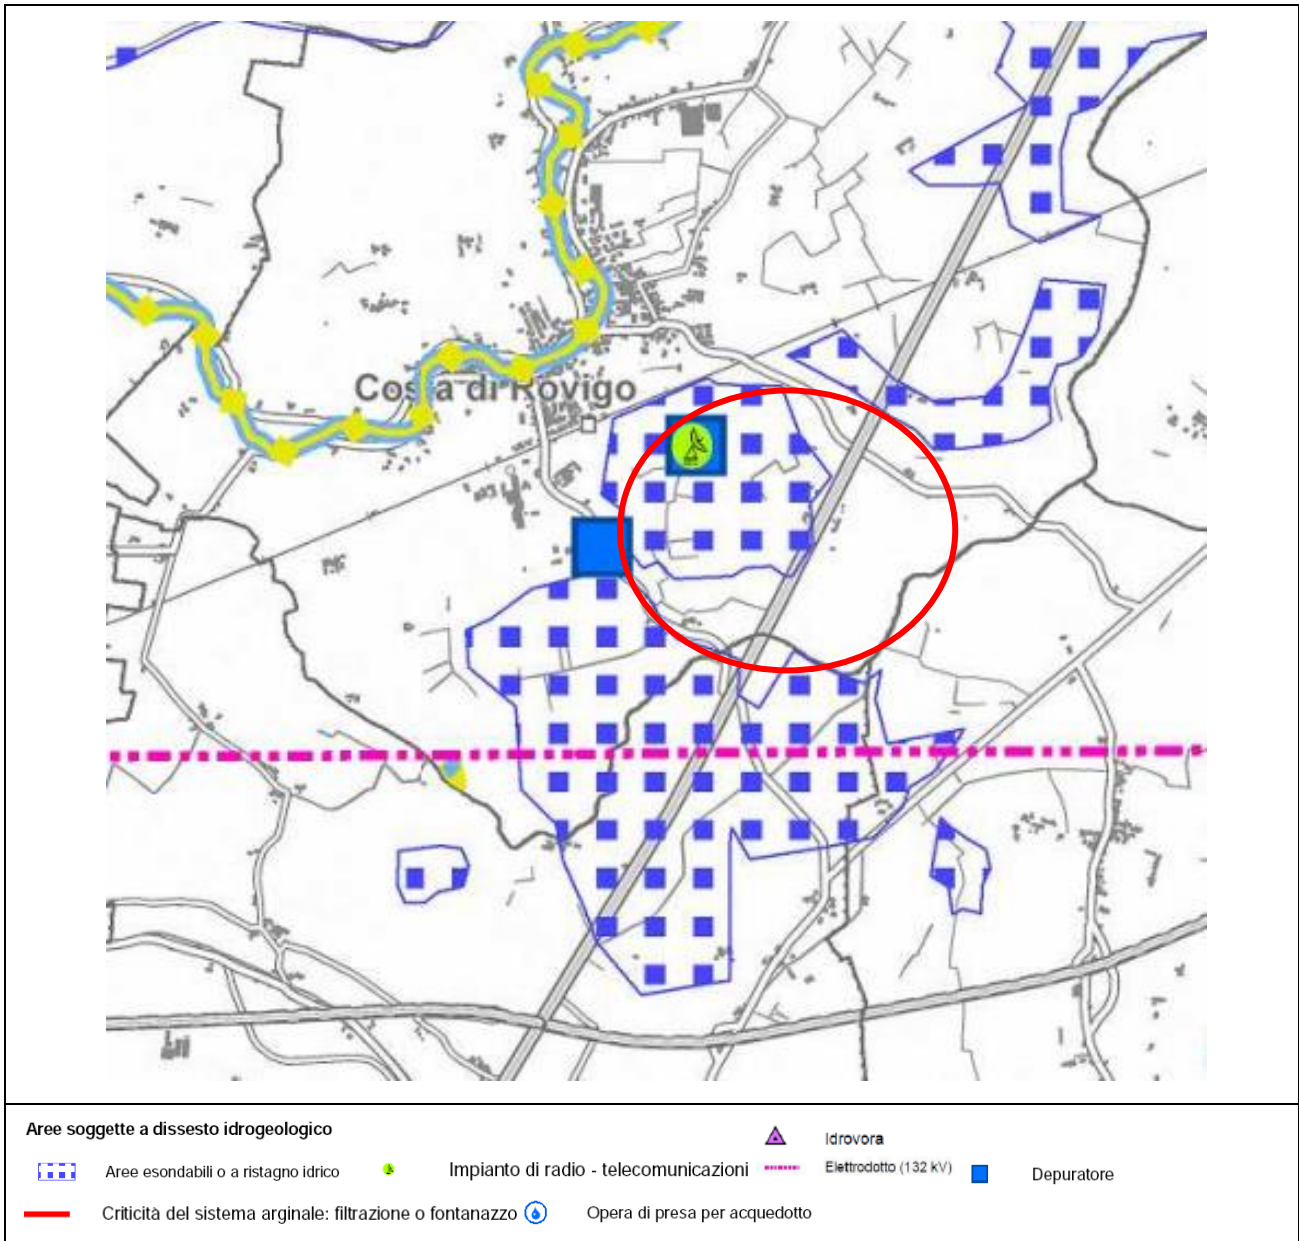 Costa di Rovigo
Aree soggette a dissesto idrogeologico
Idrovora
Aree esondabili o a ristagno idrico
Impianto di radio - telecomunicazioni
Elettrodotto (132 kV)
Depuratore
Criticità del sistema arginale: filtrazione o fontanazzo
Opera di presa per acquedotto